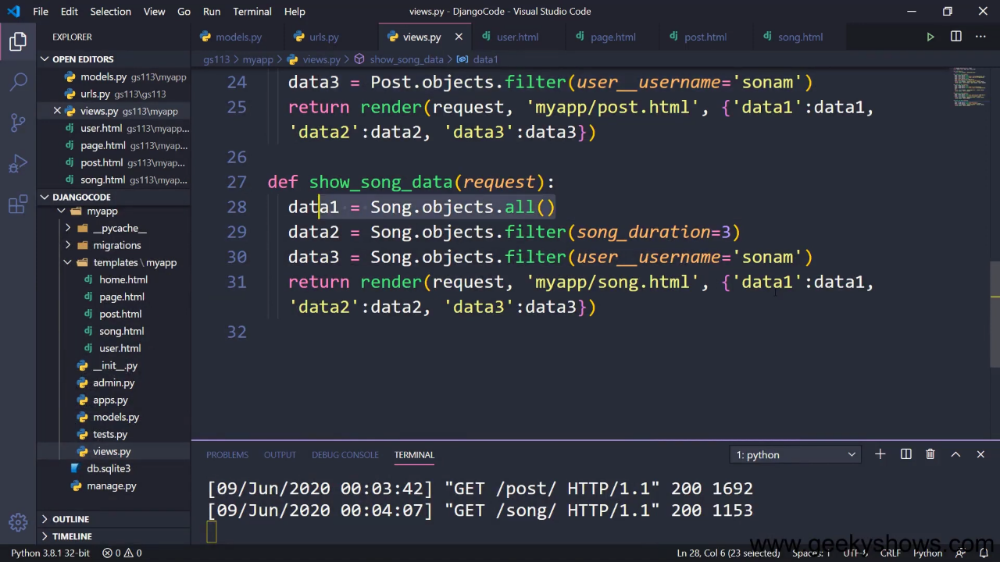 File Edit Selection View Go Run Terminal Help views.py - DjangoCode - Visual Studio Code
EXPLORER
OPEN EDITORS
models.py gs113\myapp
urls.py gs113\gs113
views.py gs113\myapp
user.html gs113\myapp...
page.html gs113\myapp...
post.html gs113\myapp...
song.html gs113\myapp...
DJANGOCODE
myapp
__pycache__
migrations
templates \ myapp
home.html
page.html
post.html
song.html
user.html
__init__.py
admin.py
apps.py
models.py
tests.py
views.py
db.sqlite3
manage.py
OUTLINE
TIMELINE
models.py urls.py views.py user.html page.html post.html song.html
gs113 > myapp > views.py > show_song_data > data1
24 data3 = Post.objects.filter(user__username='sonam')
25 return render(request, 'myapp/post.html', {'data1':data1,
'data2':data2, 'data3':data3})
26
27 def show_song_data(request):
28 data1 = Song.objects.all()
29 data2 = Song.objects.filter(song_duration=3)
30 data3 = Song.objects.filter(user__username='sonam')
31 return render(request, 'myapp/song.html', {'data1':data1,
'data2':data2, 'data3':data3})
32
PROBLEMS OUTPUT DEBUG CONSOLE TERMINAL 1: python
[09/Jun/2020 00:03:42] "GET /post/ HTTP/1.1" 200 1692
[09/Jun/2020 00:04:07] "GET /song/ HTTP/1.1" 200 1153
www.geekyshows.com
Python 3.8.1 32-bit 0 0 Ln 28, Col 6 (23 selected) Spaces: 1 UTF-8 CRLF Python